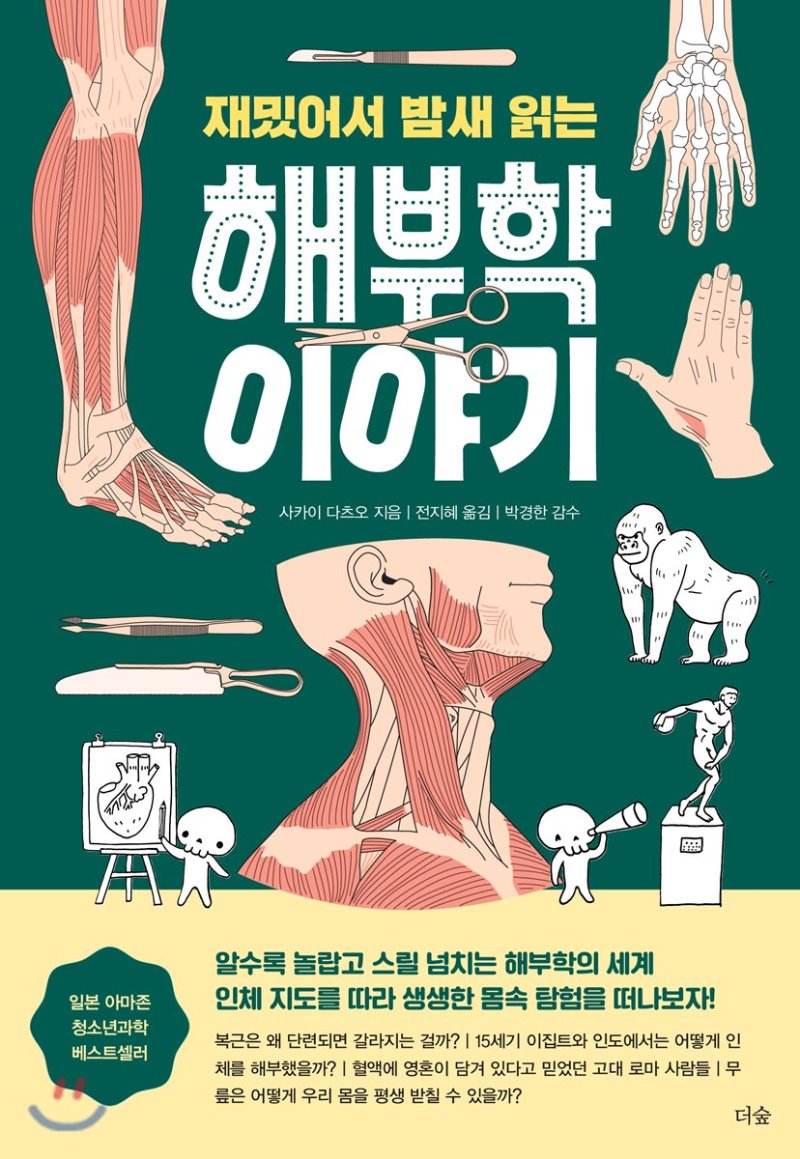 재밌어서 밤새 읽는
해부학
이야기
사카이 다츠오 지음 | 전지혜 옮김 | 박경한 감수
알수록 놀랍고 스릴 넘치는 해부학의 세계
인체 지도를 따라 생생한 몸속 탐험을 떠나보자!
일본 아마존
청소년과학
베스트셀러
복근은 왜 단련되면 갈라지는 걸까? | 15세기 이집트와 인도에서는 어떻게 인
체를 해부했을까? | 혈액에 영혼이 담겨 있다고 믿었던 고대 로마 사람들 | 무
릎은 어떻게 우리 몸을 평생 받칠 수 있을까?
더숲